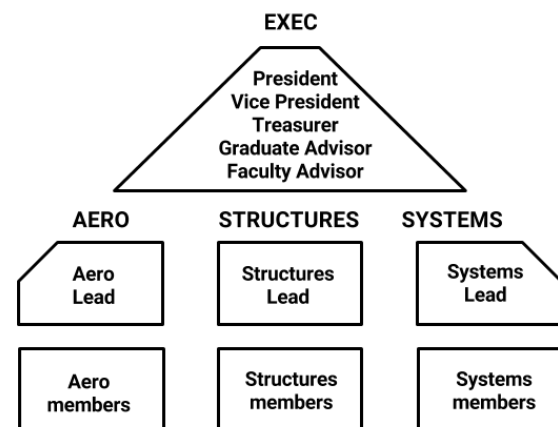 EXEC
President
Vice President
Treasurer
Graduate Advisor
Faculty Advisor
AERO
STRUCTURES
SYSTEMS
Aero
Lead
Structures
Lead
Systems
Lead
Aero
members
Structures
members
Systems
members